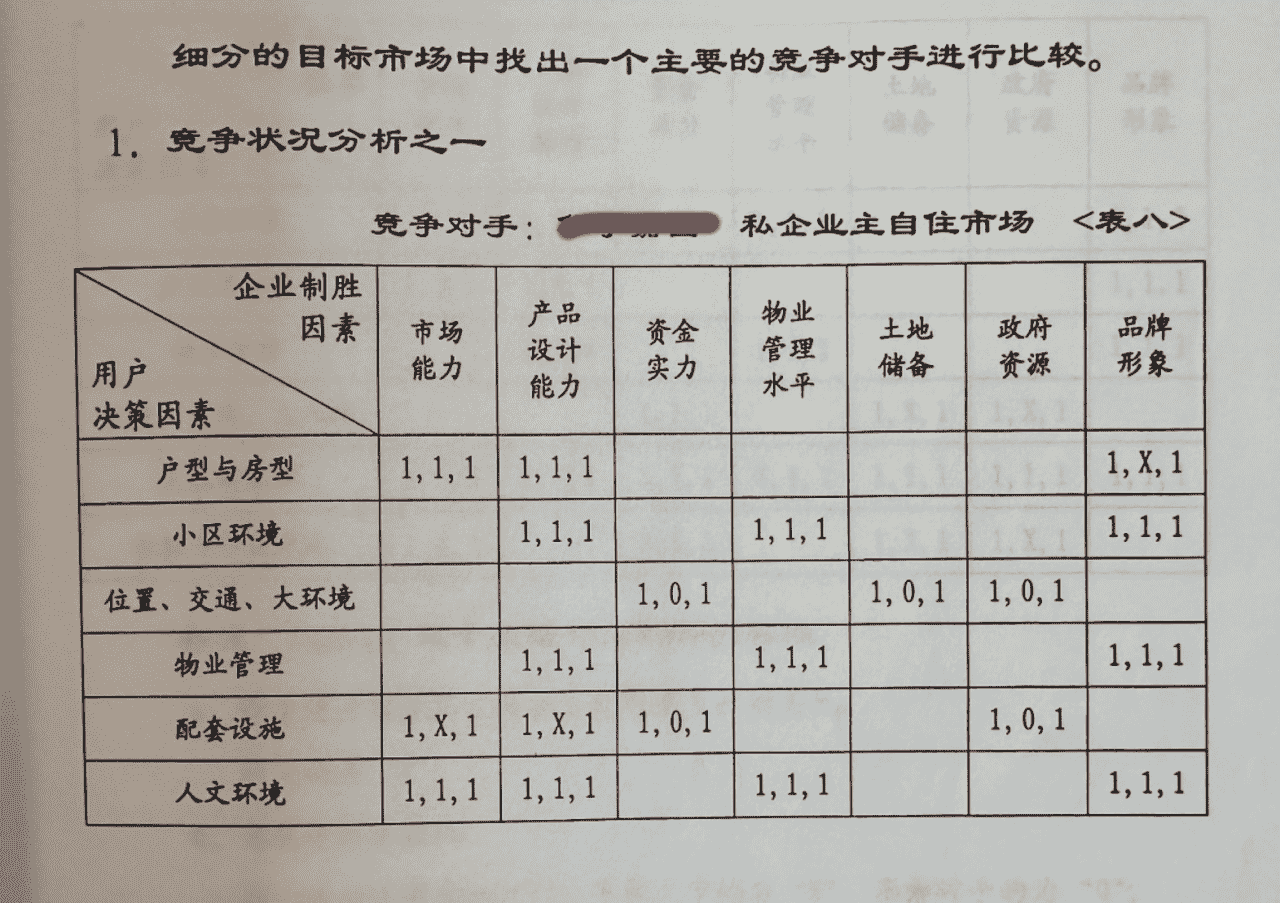 细分的目标市场中找出一个主要的竞争对手进行比较。
1. 竞争状况分析之一
竞争对手: 私企业主自住市场 <表八>
企业制胜因素 用户决策因素 市场能力 产品设计能力 资金实力 物业管理水平 土地储备 政府资源 品牌形象
户型与房型 1,1,1 1,1,1 1,X,1
小区环境 1,1,1 1,1,1 1,1,1
位置、交通、大环境 1,0,1 1,0,1 1,0,1
物业管理 1,1,1 1,1,1 1,1,1
配套设施 1,X,1 1,X,1 1,0,1 1,0,1
人文环境 1,1,1 1,1,1 1,1,1 1,1,1